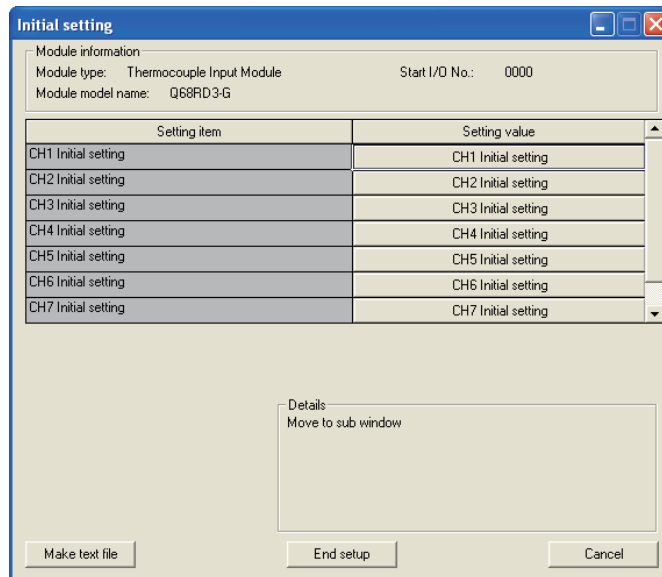 Initial setting
Module information
Module type: Thermocouple Input Module Start I/O No.: 0000
Module model name: Q68RD3-G
Setting item Setting value
CH1 Initial setting CH1 Initial setting
CH2 Initial setting CH2 Initial setting
CH3 Initial setting CH3 Initial setting
CH4 Initial setting CH4 Initial setting
CH5 Initial setting CH5 Initial setting
CH6 Initial setting CH6 Initial setting
CH7 Initial setting CH7 Initial setting
Details
Move to sub window
Make text file End setup Cancel